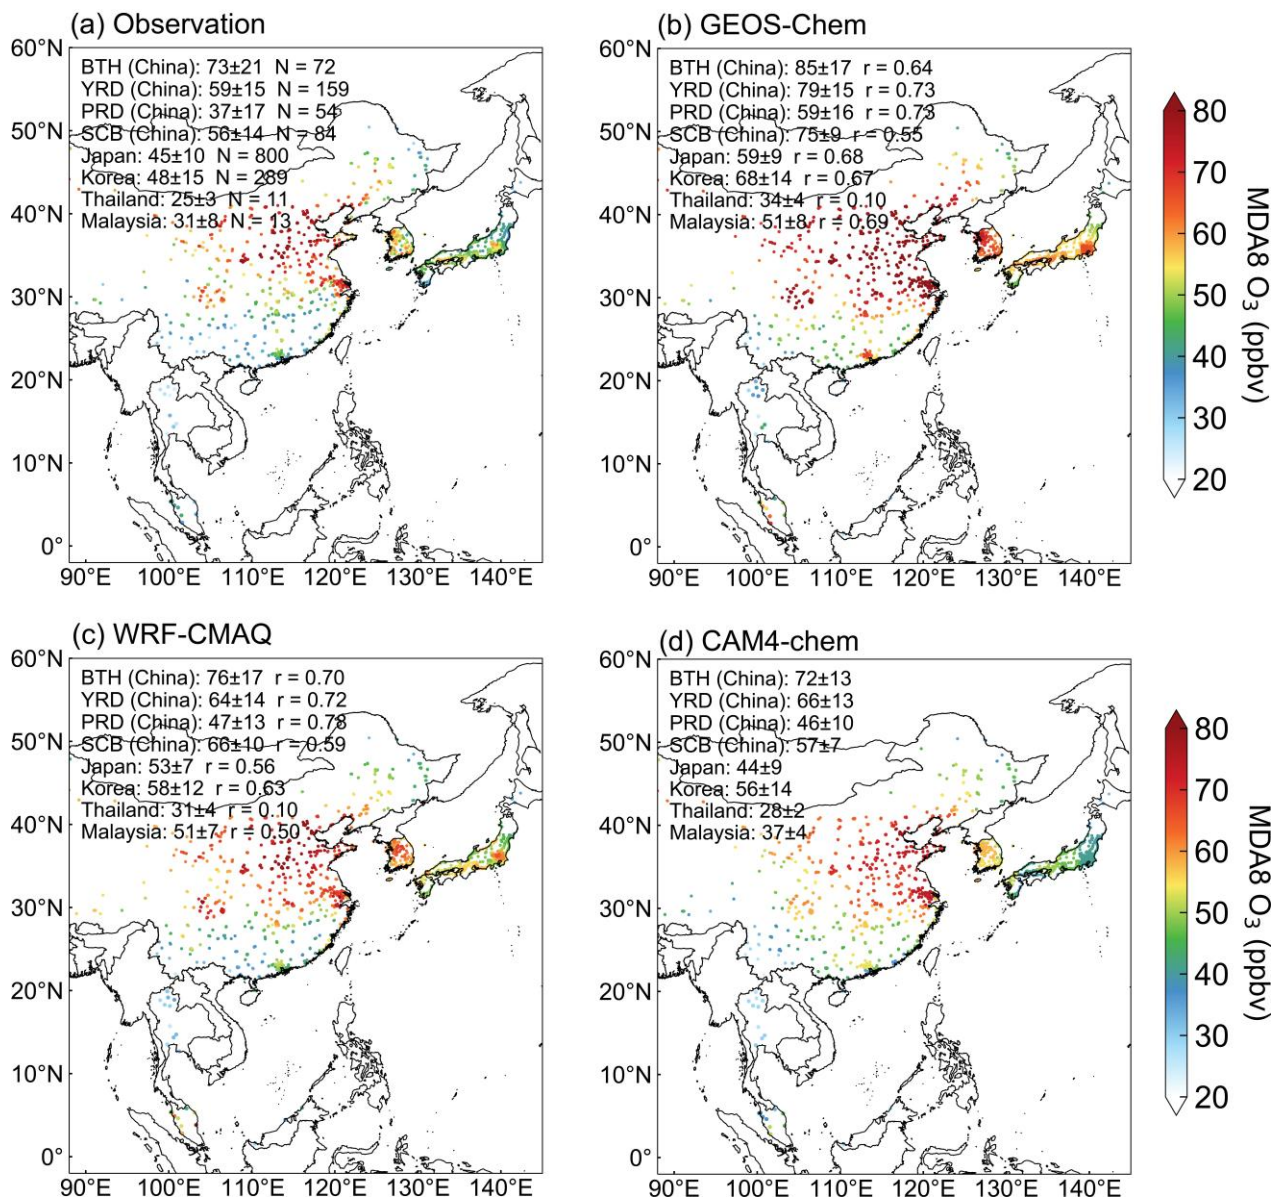 (a) Observation
60°N
50°N
40°N
30°N
20°N
10°N
0°
BTH (China): 73±21 N = 72
YRD (China): 59±15 N = 159
PRD (China): 37±17 N = 54
SCB (China): 56±14 N = 84
Japan: 45±10 N = 800
Korea: 48±15 N = 289
Thailand: 25±3 N = 11
Malaysia: 31±8 N = 13
90°E 100°E 110°E 120°E 130°E 140°E
(b) GEOS-Chem
60°N
50°N
40°N
30°N
20°N
10°N
0°
BTH (China): 85±17 r = 0.64
YRD (China): 79±15 r = 0.73
PRD (China): 59±16 r = 0.73
SCB (China): 75±9 r = 0.55
Japan: 59±9 r = 0.68
Korea: 68±14 r = 0.67
Thailand: 34±4 r = 0.10
Malaysia: 51±8 r = 0.69
90°E 100°E 110°E 120°E 130°E 140°E
80
70
60
50
40
30
20
MDA8 O3 (ppbv)
(c) WRF-CMAQ
60°N
50°N
40°N
30°N
20°N
10°N
0°
BTH (China): 76±17 r = 0.70
YRD (China): 64±14 r = 0.72
PRD (China): 47±13 r = 0.78
SCB (China): 66±10 r = 0.59
Japan: 53±7 r = 0.56
Korea: 58±12 r = 0.63
Thailand: 31±4 r = 0.10
Malaysia: 51±7 r = 0.50
90°E 100°E 110°E 120°E 130°E 140°E
(d) CAM4-chem
60°N
50°N
40°N
30°N
20°N
10°N
0°
BTH (China): 72±13
YRD (China): 66±13
PRD (China): 46±10
SCB (China): 57±7
Japan: 44±9
Korea: 56±14
Thailand: 28±2
Malaysia: 37±4
90°E 100°E 110°E 120°E 130°E 140°E
80
70
60
50
40
30
20
MDA8 O3 (ppbv)